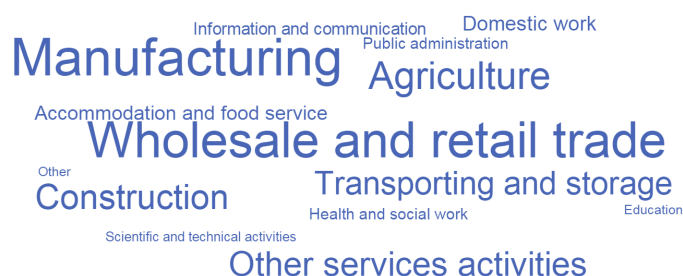 Information and communication
Domestic work
Manufacturing
Public administration
Agriculture
Accommodation and food service
Wholesale and retail trade
Other
Construction
Transporting and storage
Health and social work
Education
Scientific and technical activities
Other services activities